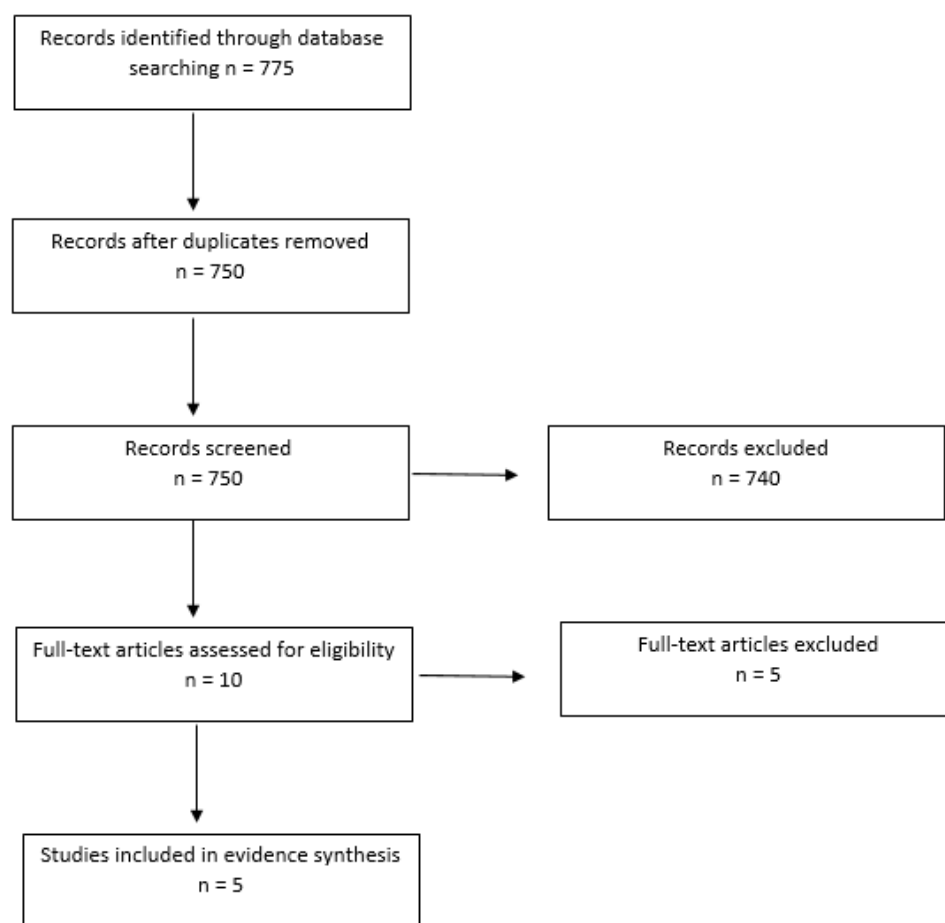 Records identified through database
searching n = 775
Records after duplicates removed
n = 750
Records screened
n = 750
Records excluded
n = 740
Full-text articles assessed for eligibility
n = 10
Full-text articles excluded
n = 5
Studies included in evidence synthesis
n = 5